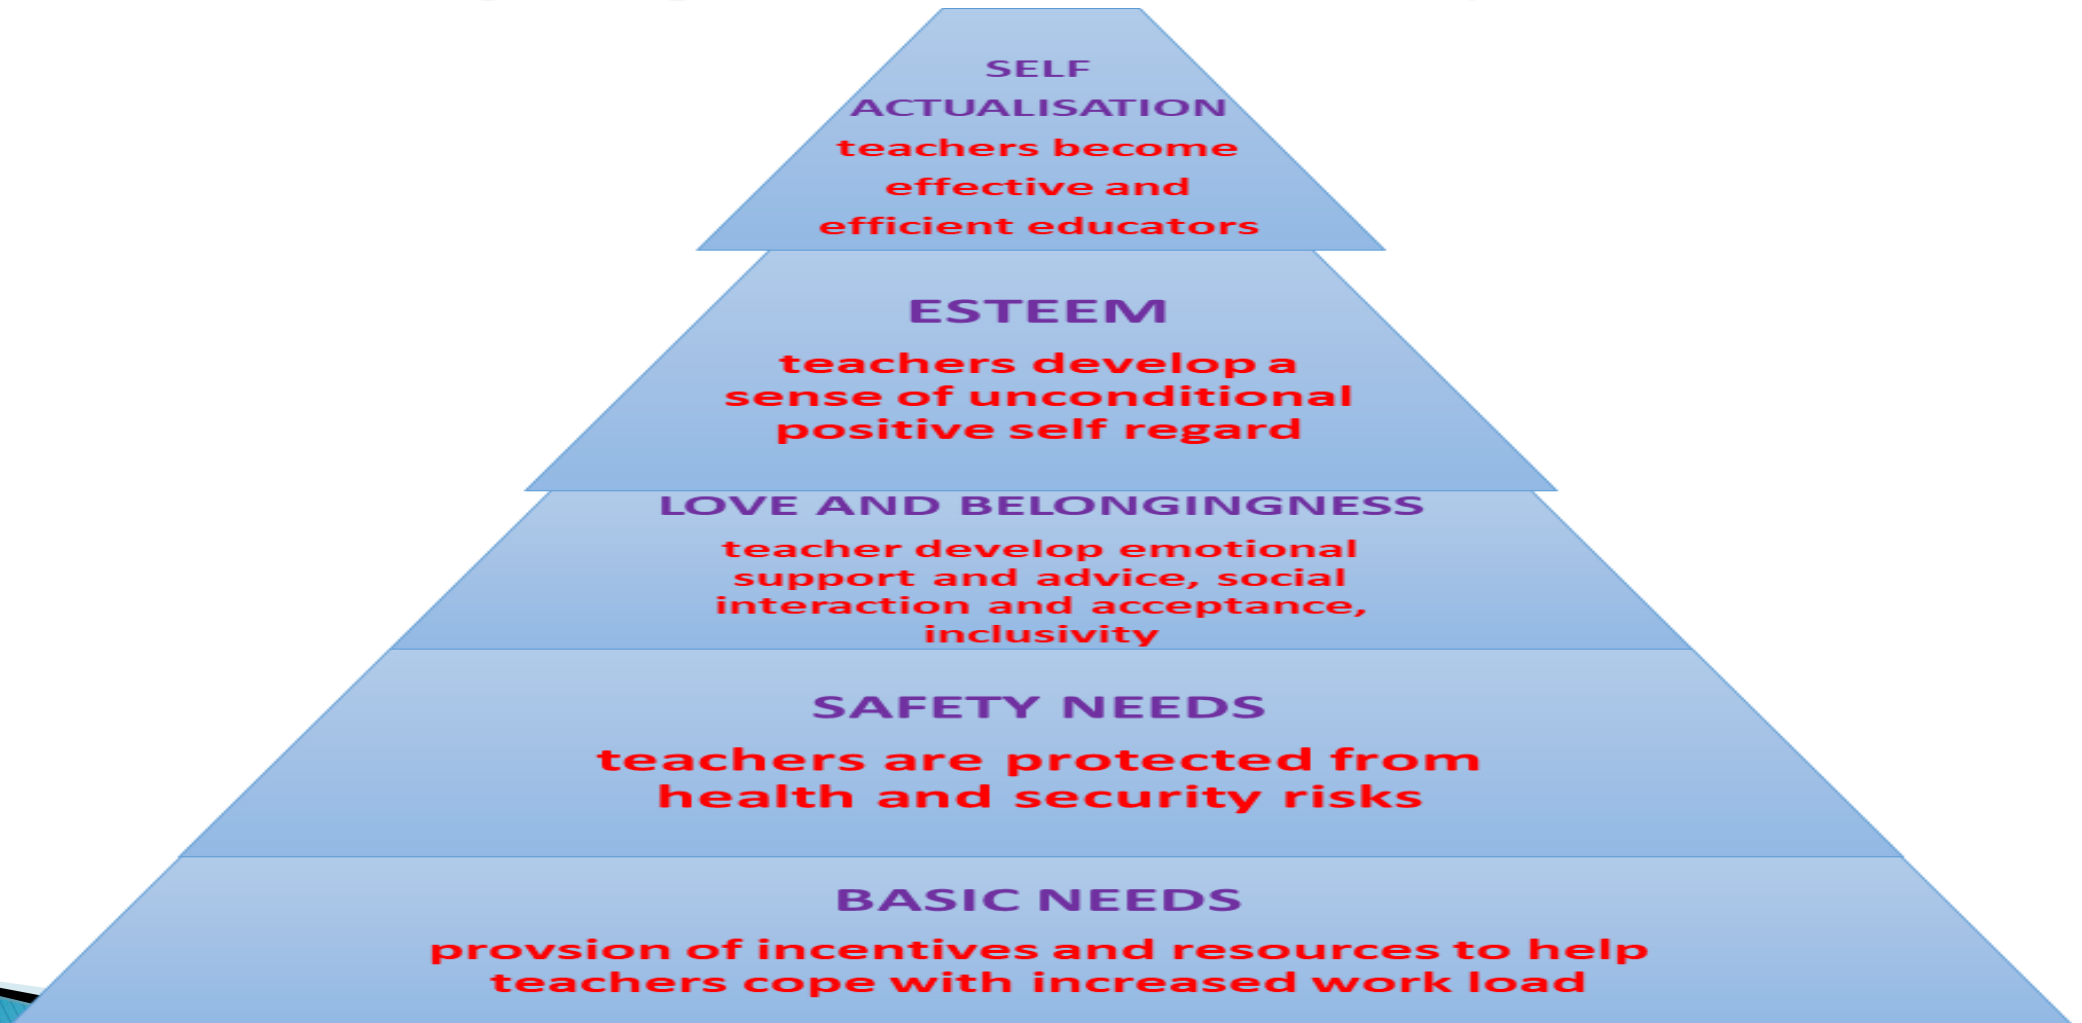 SELF
ACTUALISATION
teachers become
effective and
efficient educators
ESTEEM
teachers develop a
sense of unconditional
positive self regard
LOVE AND BELONGINGNESS
teacher develop emotional
support and advice, social
interaction and acceptance,
inclusivity
SAFETY NEEDS
teachers are protected from
health and security risks
BASIC NEEDS
provsion of incentives and resources to help
teachers cope with increased work load